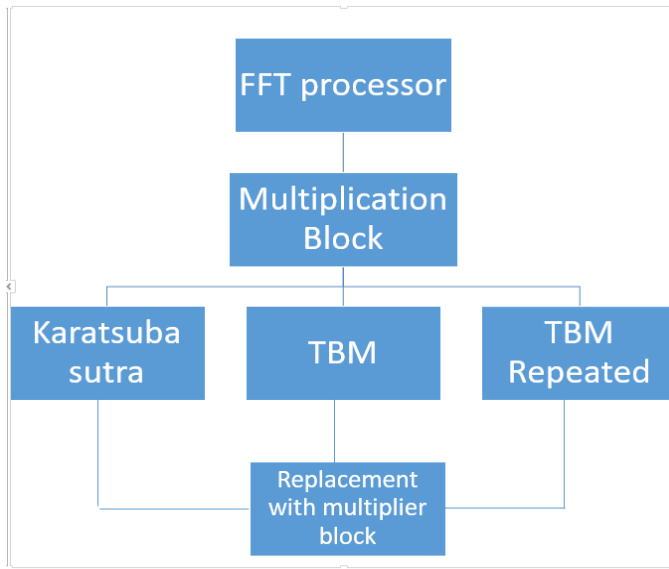 FFT processor
Multiplication
Block
Karatsuba
sutra
TBM
TBM
Repeated
Replacement
with multiplier
block